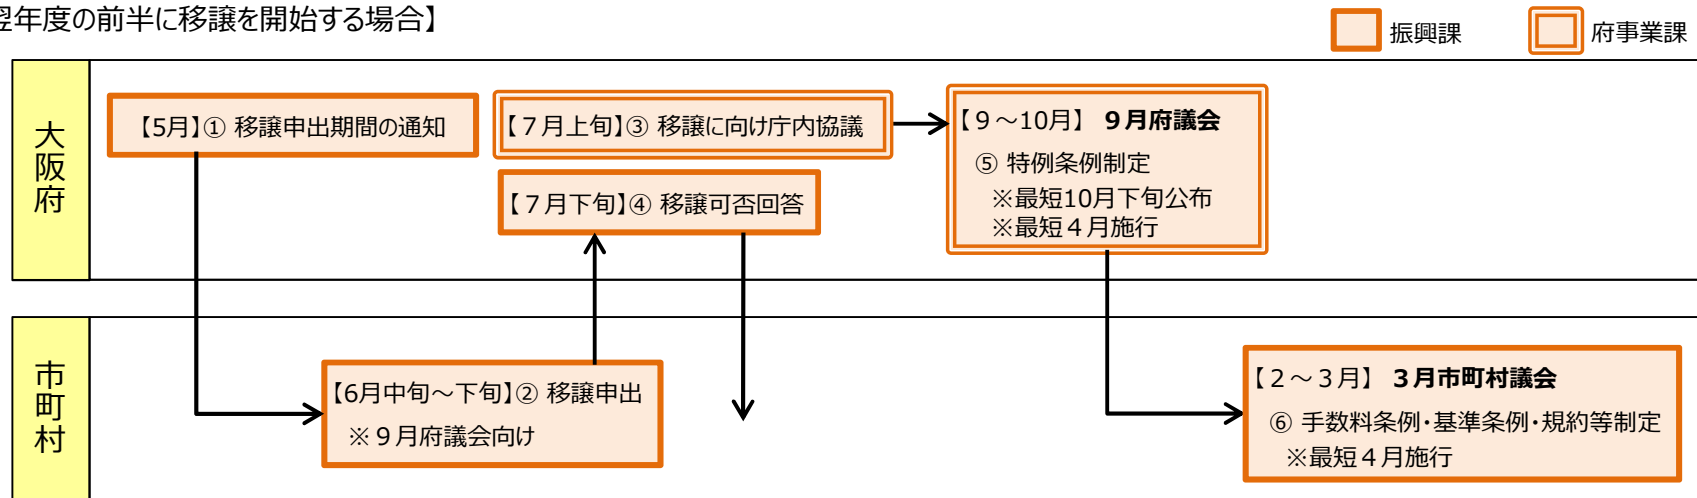 翌年度の前半に移譲を開始する場合】
振興課
府事業課
大阪府
【5月】① 移譲申出期間の通知
【７月上旬】③ 移譲に向け庁内協議
【７月下旬】④ 移譲可否回答
【９～10月】 ９月府議会
⑤ 特例条例制定
※最短10月下旬公布
※最短４月施行
市町村
【6月中旬～下旬】② 移譲申出
※９月府議会向け
【２～３月】 ３月市町村議会
⑥ 手数料条例・基準条例・規約等制定
※最短４月施行